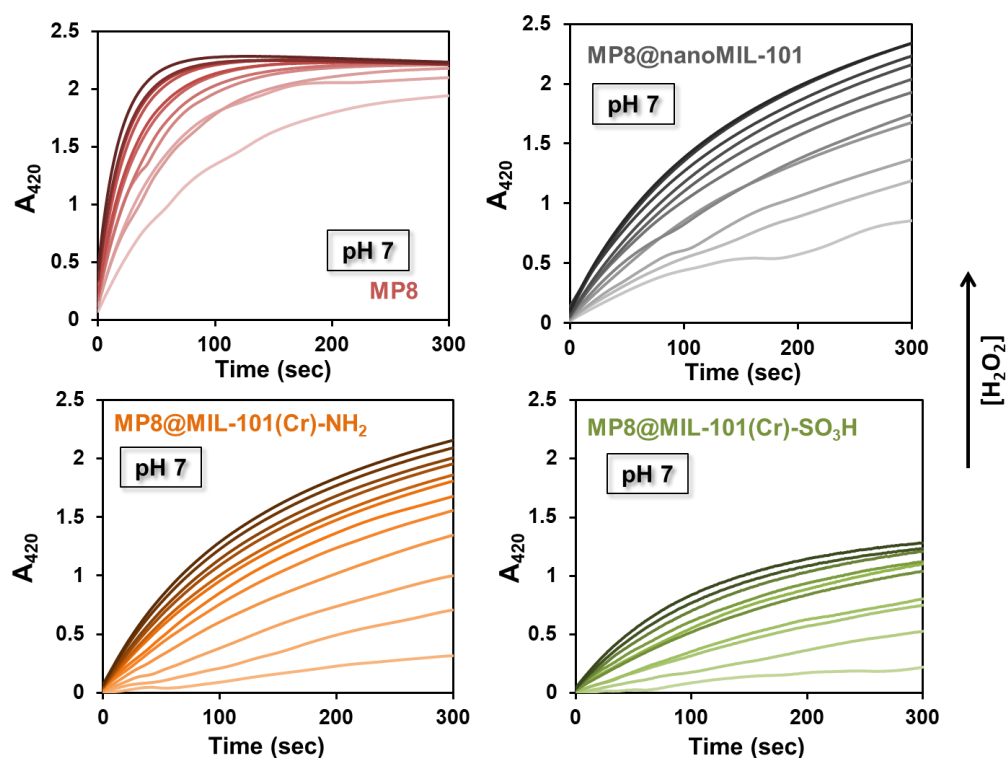 2.5
2
1.5
1
0.5
0
A420
pH 7
MP8
0 100 200 300
Time (sec)
2.5
2
1.5
1
0.5
0
A420
MP8@nanoMIL-101
pH 7
0 100 200 300
Time (sec)
[H2O2]
2.5
2
1.5
1
0.5
0
A420
MP8@MIL-101(Cr)-NH2
pH 7
0 100 200 300
Time (sec)
2.5
2
1.5
1
0.5
0
A420
MP8@MIL-101(Cr)-SO3H
pH 7
0 100 200 300
Time (sec)